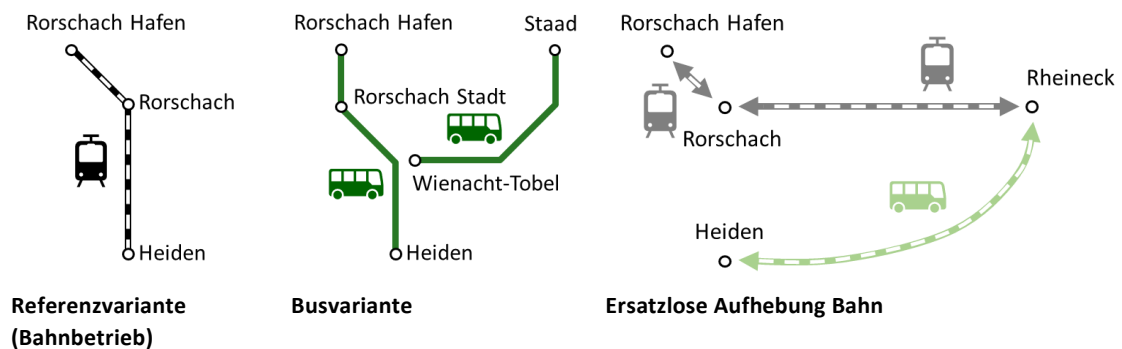 Rorschach Hafen
Rorschach
Heiden
Referenzvariante
(Bahnbetrieb)
Rorschach Hafen
Staad
Rorschach Stadt
Wienacht-Tobel
Heiden
Busvariante
Rorschach Hafen
Rheineck
Rorschach
Heiden
Ersatzlose Aufhebung Bahn